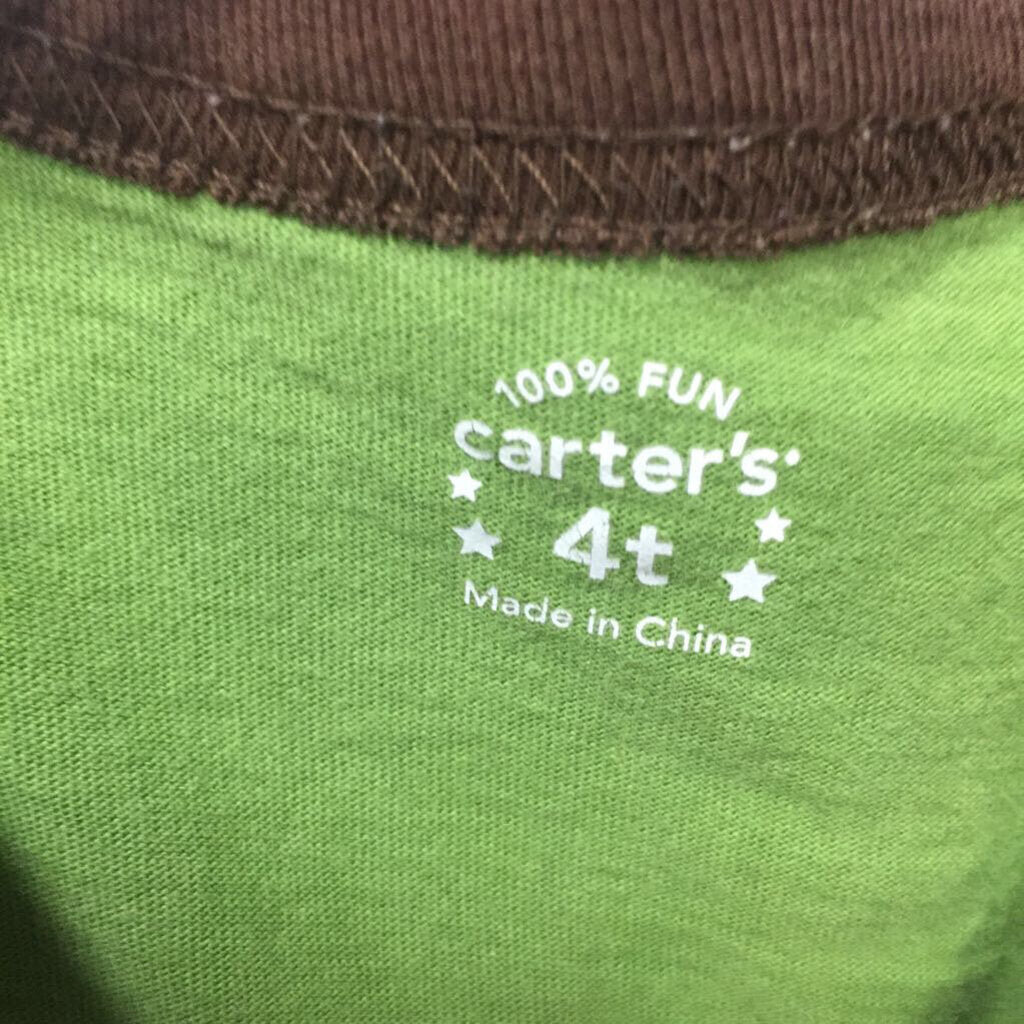 100% FUN
carter's
4t
Made in China